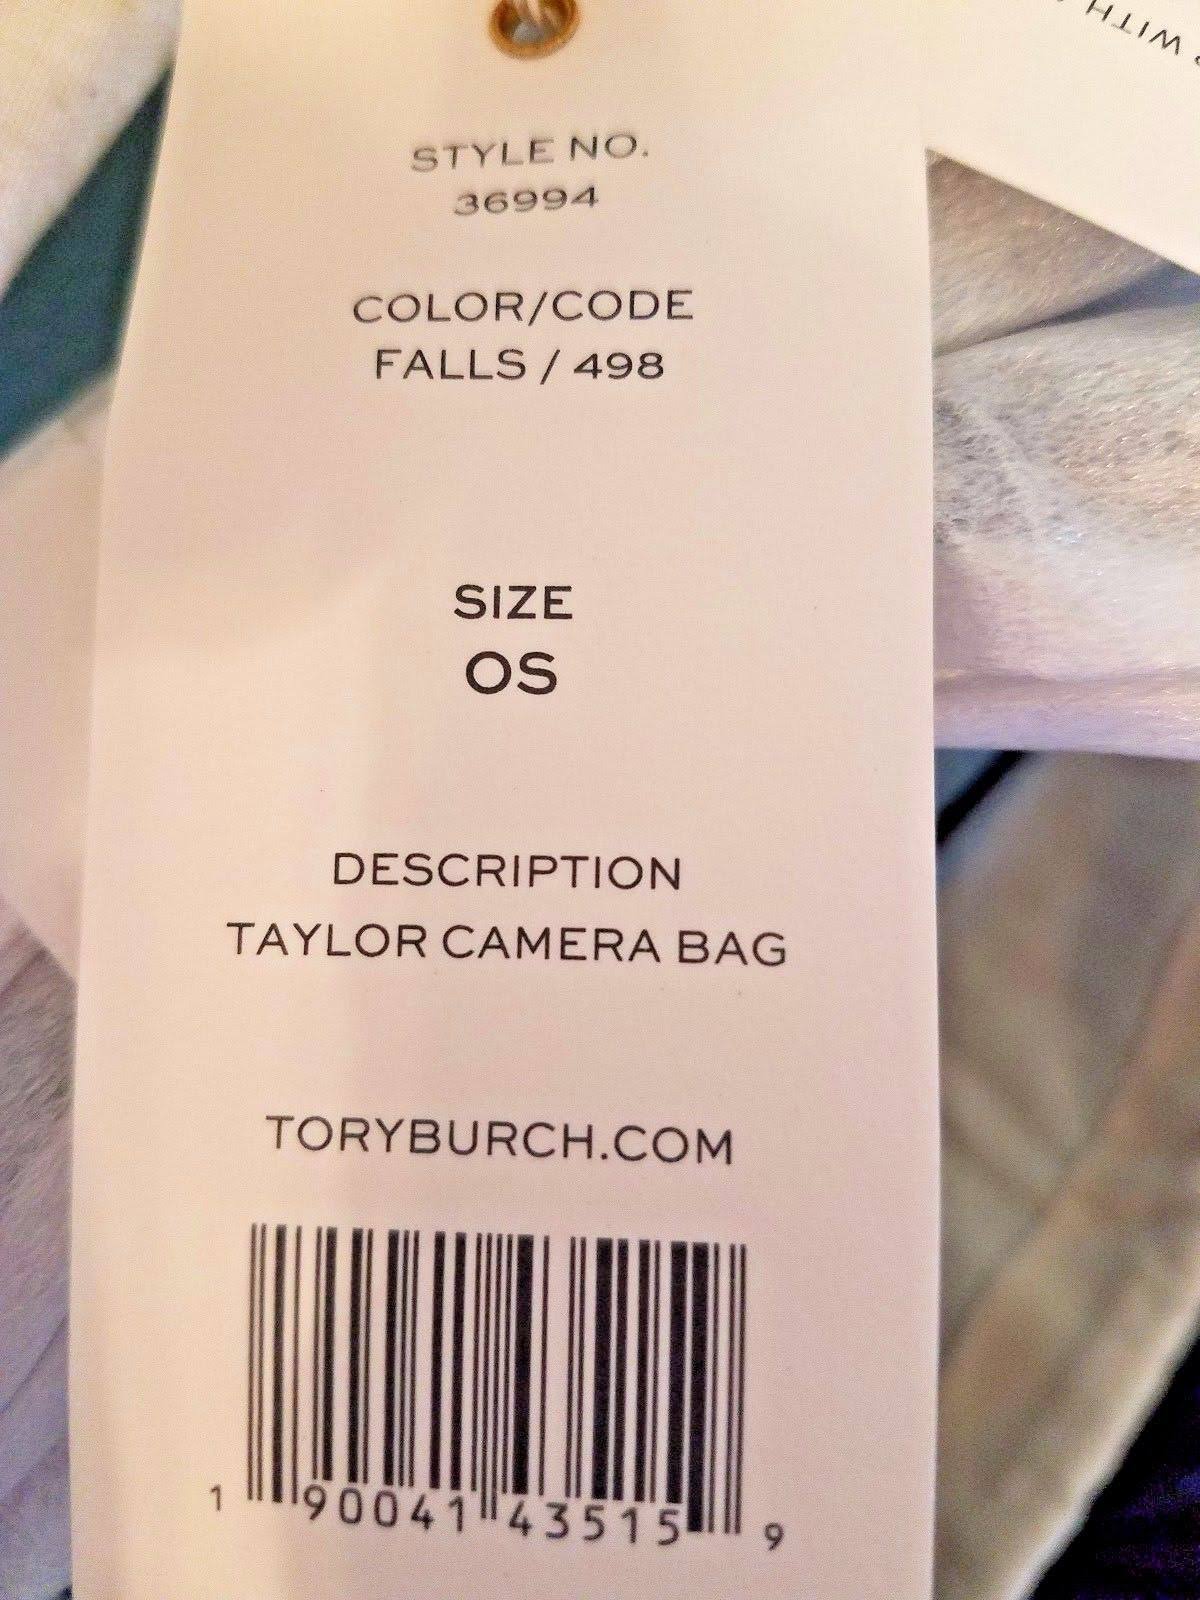 STYLE NO.
36994
COLOR/CODE
FALLS / 498
SIZE
OS
DESCRIPTION
TAYLOR CAMERA BAG
TORYBURCH.COM
1 90041 43515 9
WITH